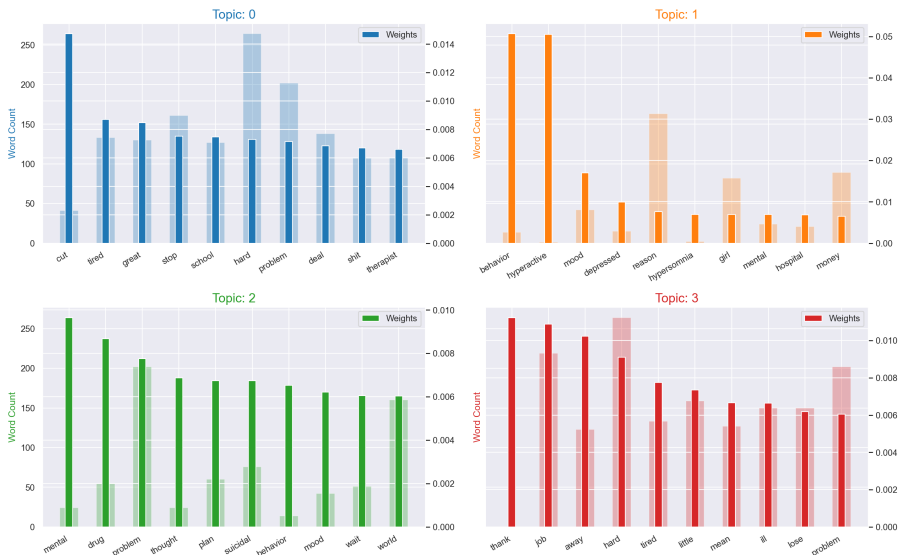 Topic: 0
Weights
Word Count
250
200
150
100
50
0
0.014
0.012
0.010
0.008
0.006
0.004
0.002
0.000
cut
tired
great
stop
school
hard
problem
deal
shit
therapist
Topic: 1
Weights
Word Count
0.05
0.04
0.03
0.02
0.01
0.00
behavior
hyperactive
mood
depressed
reason
hypersomnia
girl
mental
hospital
money
Topic: 2
Weights
Word Count
250
200
150
100
50
0
0.010
0.008
0.006
0.004
0.002
0.000
mental
drug
problem
thought
plan
suicidal
behavior
mood
wait
world
Topic: 3
Weights
Word Count
0.010
0.008
0.006
0.004
0.002
0.000
thank
job
away
hard
tired
little
mean
ill
lose
problem